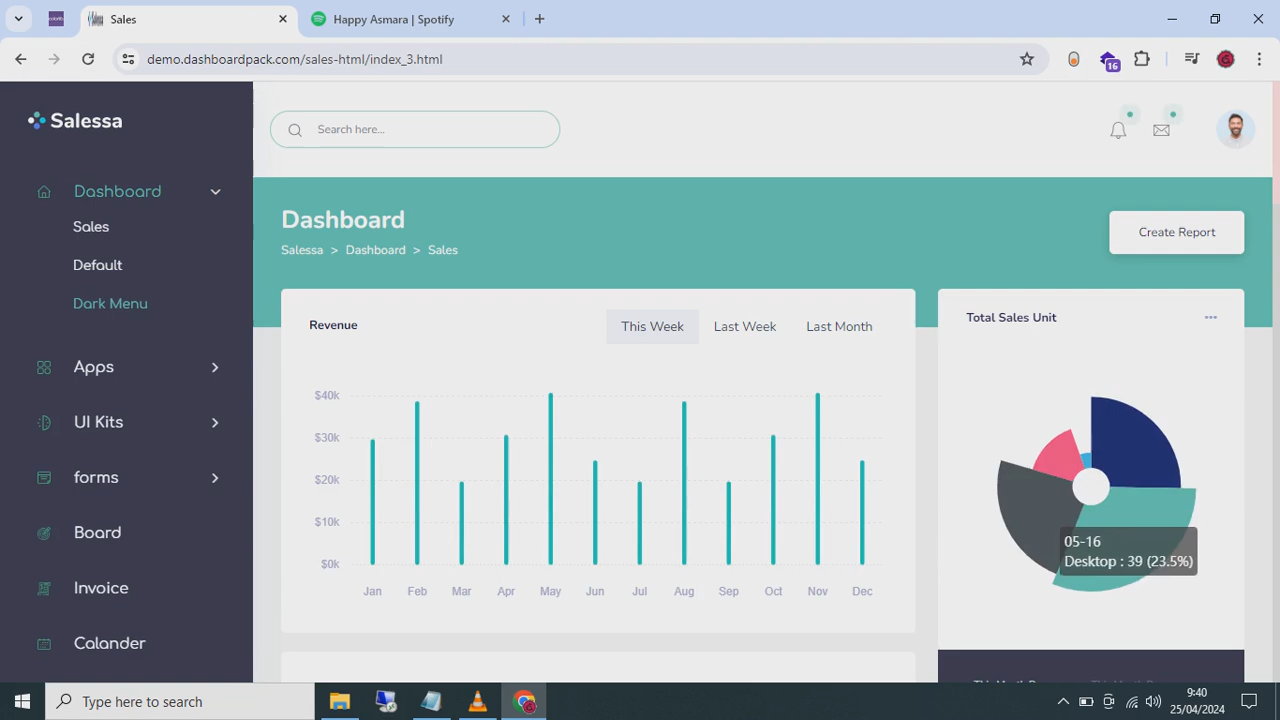 Sales
Happy Asmara | Spotify
demo.dashboardpack.com/sales-html/index_3.html
16
Salessa
Search here...
Dashboard
Sales
Default
Dark Menu
Apps
UI Kits
forms
Board
Invoice
Calander
Dashboard
Salessa > Dashboard > Sales
Create Report
Revenue
This Week
Last Week
Last Month
$40k
$30k
$20k
$10k
$0k
Jan Feb Mar Apr May Jun Jul Aug Sep Oct Nov Dec
Total Sales Unit
05-16
Desktop : 39 (23.5%)
Type here to search
9:40
25/04/2024